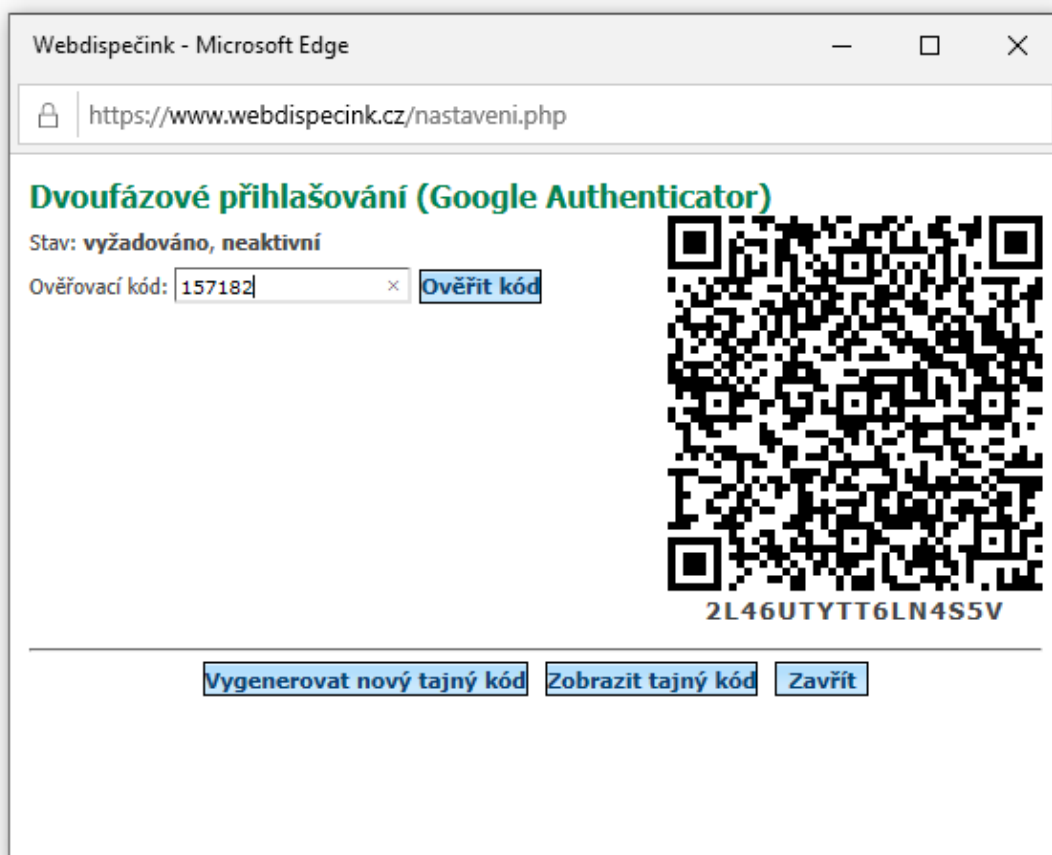 Webdispečink - Microsoft Edge
https://www.webdispecink.cz/nastaveni.php
Dvoufázové přihlašování (Google Authenticator)
Stav: vyžadováno, neaktivní
Ověřovací kód: 157182 × Ověřit kód
2L46UTYTT6LN4S5V
Vygenerovat nový tajný kód Zobrazit tajný kód Zavřít